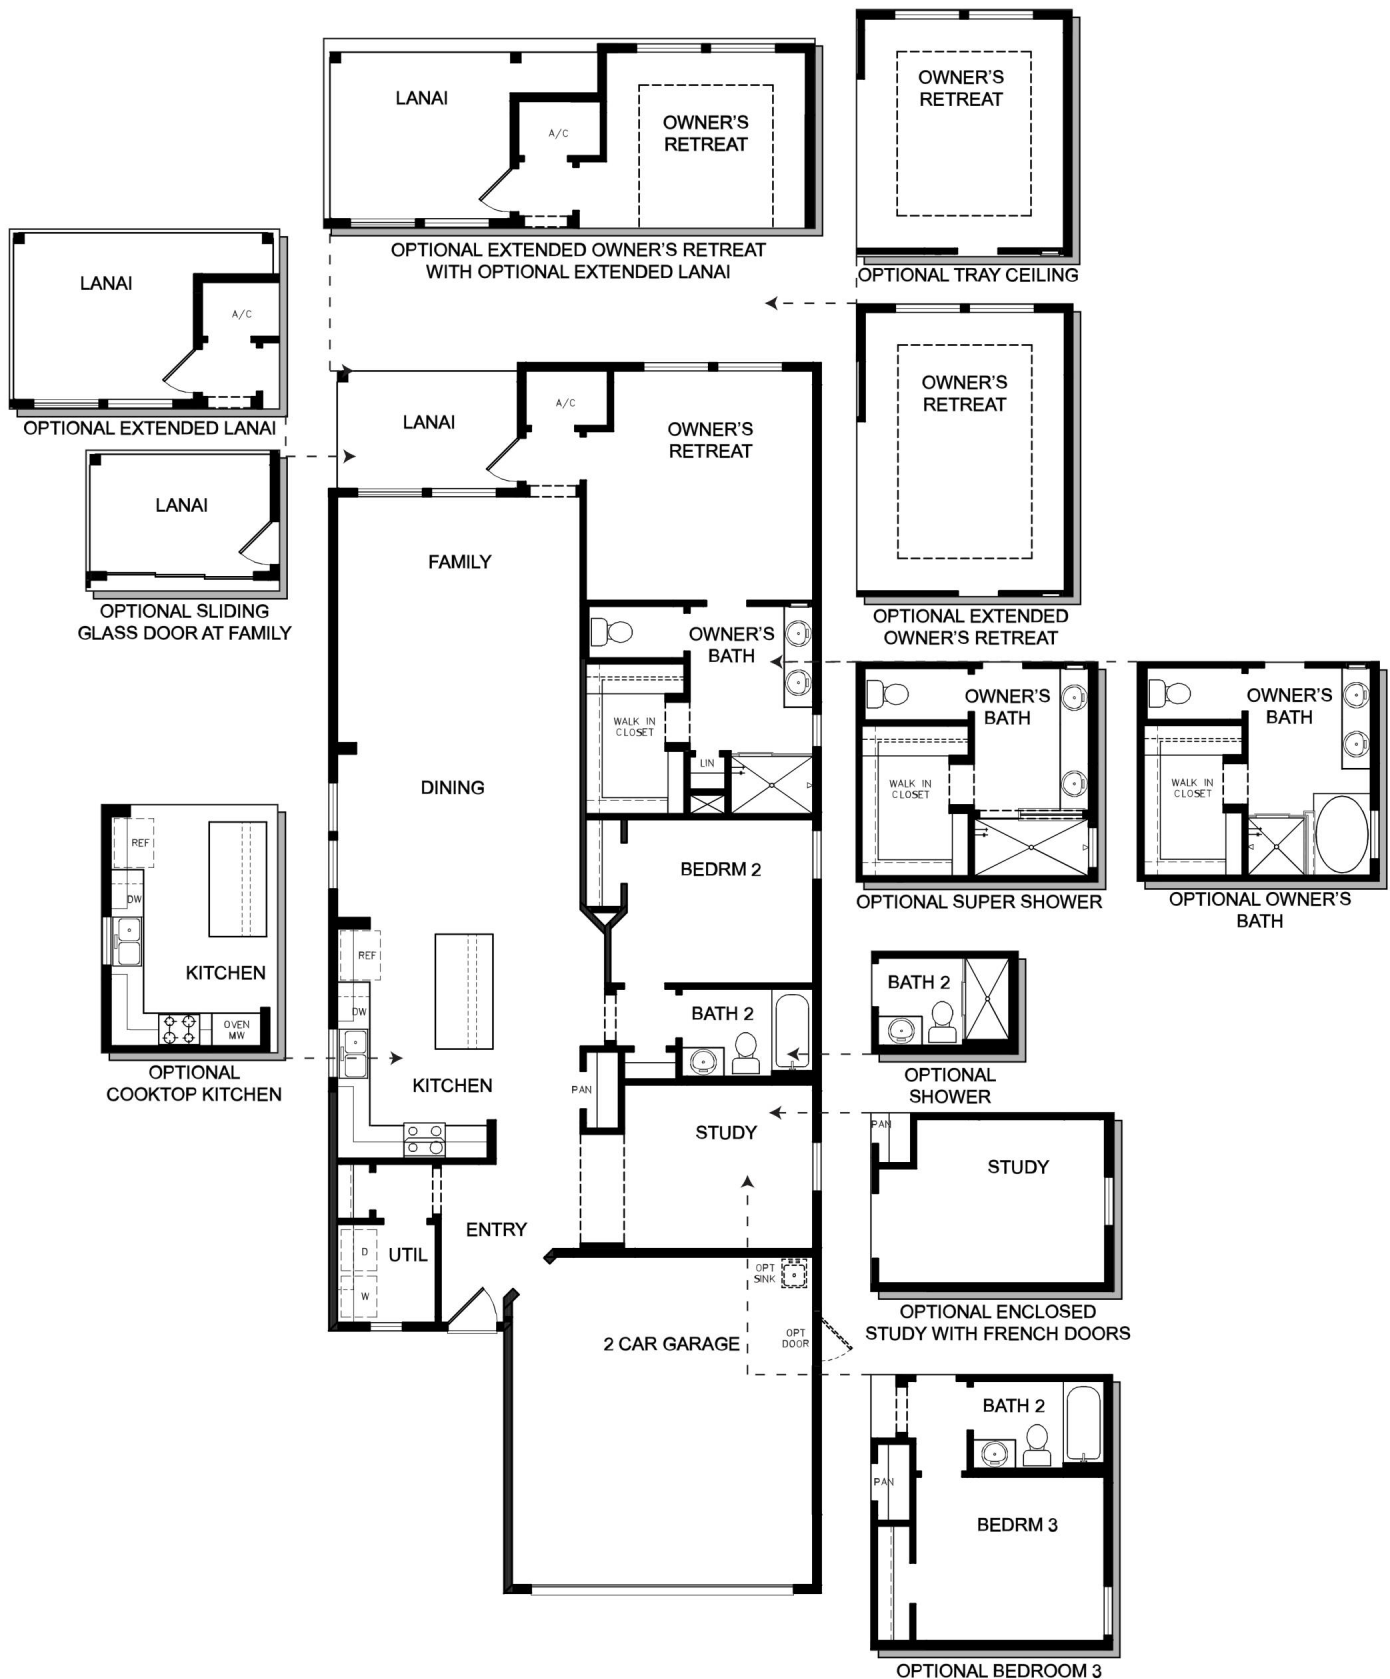 LANAI
A/C
OWNER'S
RETREAT
OPTIONAL EXTENDED OWNER'S RETREAT
WITH OPTIONAL EXTENDED LANAI
OWNER'S
RETREAT
OPTIONAL TRAY CEILING
LANAI
A/C
OPTIONAL EXTENDED LANAI
OWNER'S
RETREAT
OPTIONAL EXTENDED
OWNER'S RETREAT
LANAI
OPTIONAL SLIDING
GLASS DOOR AT FAMILY
LANAI
A/C
OWNER'S
RETREAT
FAMILY
OWNER'S
BATH
WALK IN
CLOSET
LIN
DINING
BEDRM 2
REF
DW
KITCHEN
BATH 2
PAN
STUDY
ENTRY
UTIL
D
W
OPT
SINK
OPT
DOOR
2 CAR GARAGE
REF
DW
KITCHEN
OVEN
MW
OPTIONAL
COOKTOP KITCHEN
OWNER'S
BATH
WALK IN
CLOSET
OPTIONAL SUPER SHOWER
OWNER'S
BATH
WALK IN
CLOSET
OPTIONAL OWNER'S
BATH
BATH 2
OPTIONAL
SHOWER
PAN
STUDY
OPTIONAL ENCLOSED
STUDY WITH FRENCH DOORS
BATH 2
PAN
BEDRM 3
OPTIONAL BEDROOM 3